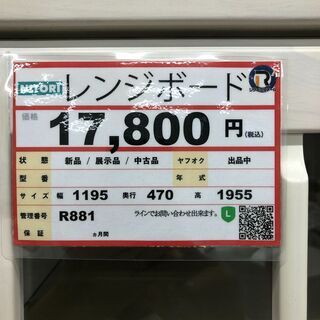 NITORI レンジボード
価格 17,800円(税込)
状態 新品 / 展示品 / 中古品 ヤフオク 出品中
型番 年式
サイズ 幅 1195 奥行 470 高 1955
管理番号 R881 ラインでお問い合わせ出来ます。
保証 ヵ月間